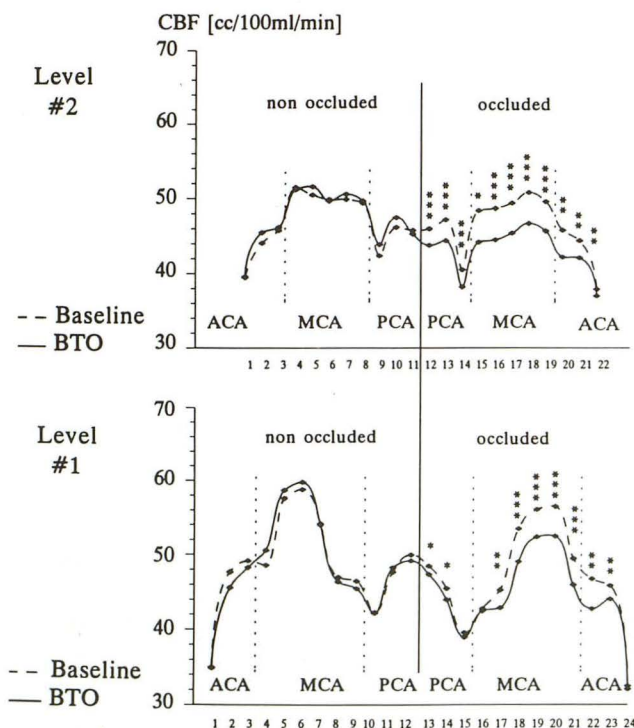 CBF [cc/100ml/min]
70
Level
#2
non occluded
occluded
60
50
40
-- Baseline
— BTO
ACA MCA PCA PCA MCA ACA
30
1 2 3 4 5 6 7 8 9 10 11 12 13 14 15 16 17 18 19 20 21 22
70
Level
#1
non occluded
occluded
60
50
40
-- Baseline
— BTO
ACA MCA PCA PCA MCA ACA
30
1 2 3 4 5 6 7 8 9 10 11 12 13 14 15 16 17 18 19 20 21 22 23 24